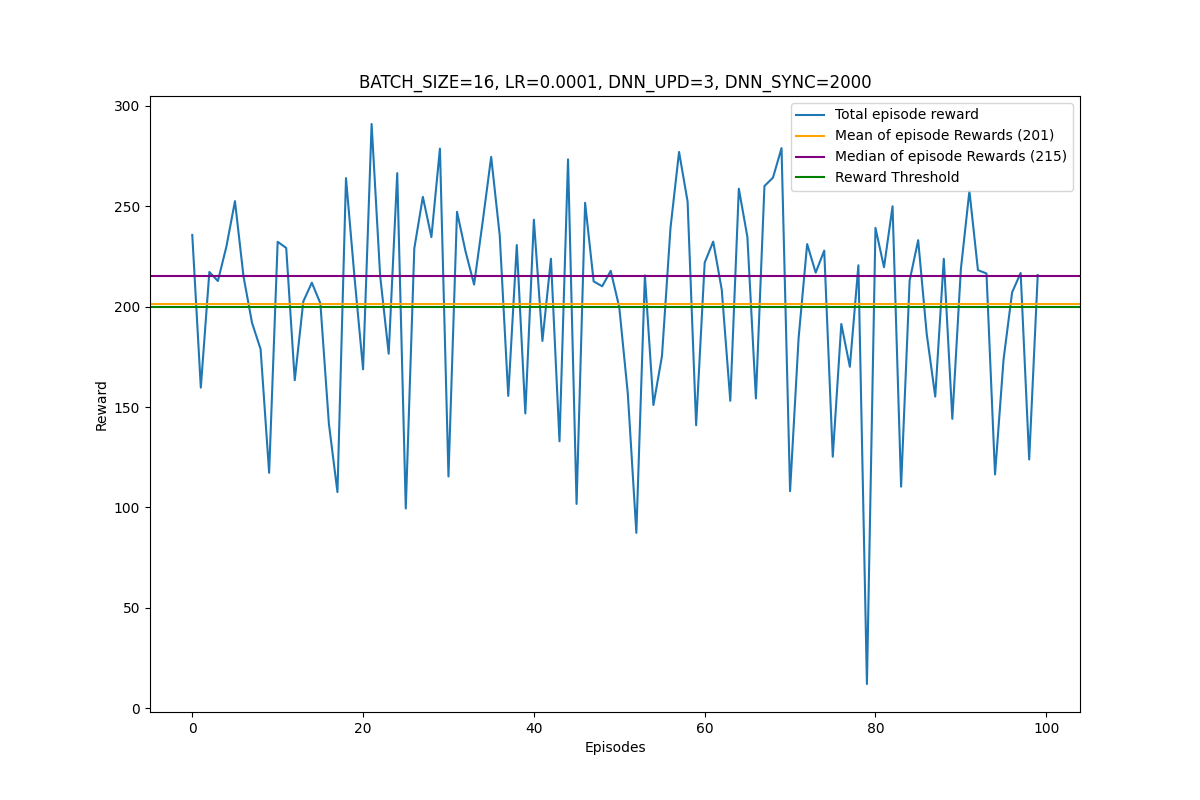 BATCH_SIZE=16, LR=0.0001, DNN_UPD=3, DNN_SYNC=2000
Total episode reward
Mean of episode Rewards (201)
Median of episode Rewards (215)
Reward Threshold
300
250
200
150
100
50
0
Reward
0 20 40 60 80 100
Episodes